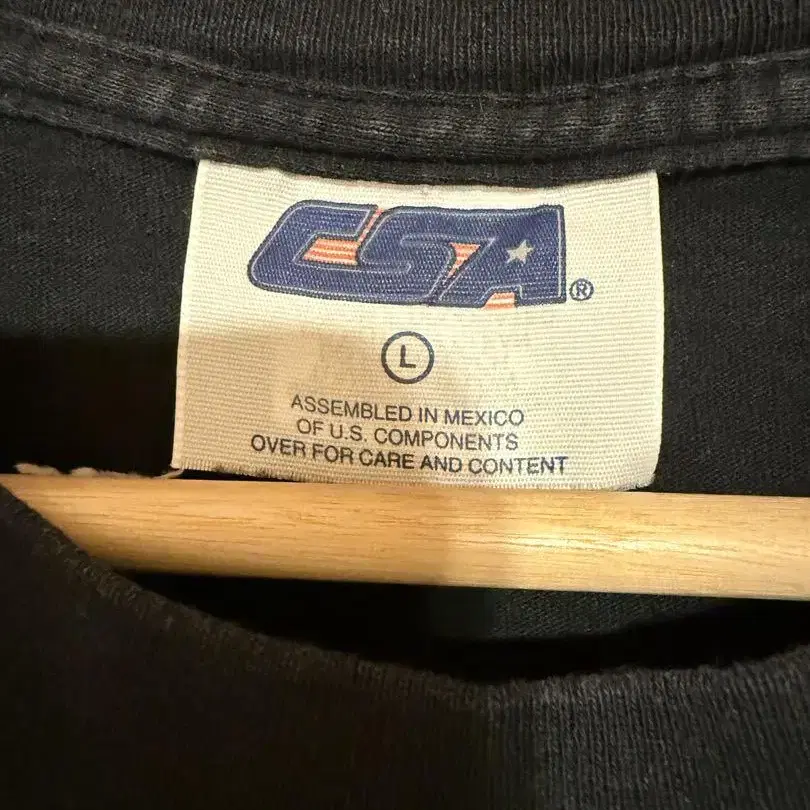 CSA®
L
ASSEMBLED IN MEXICO
OF U.S. COMPONENTS
OVER FOR CARE AND CONTENT